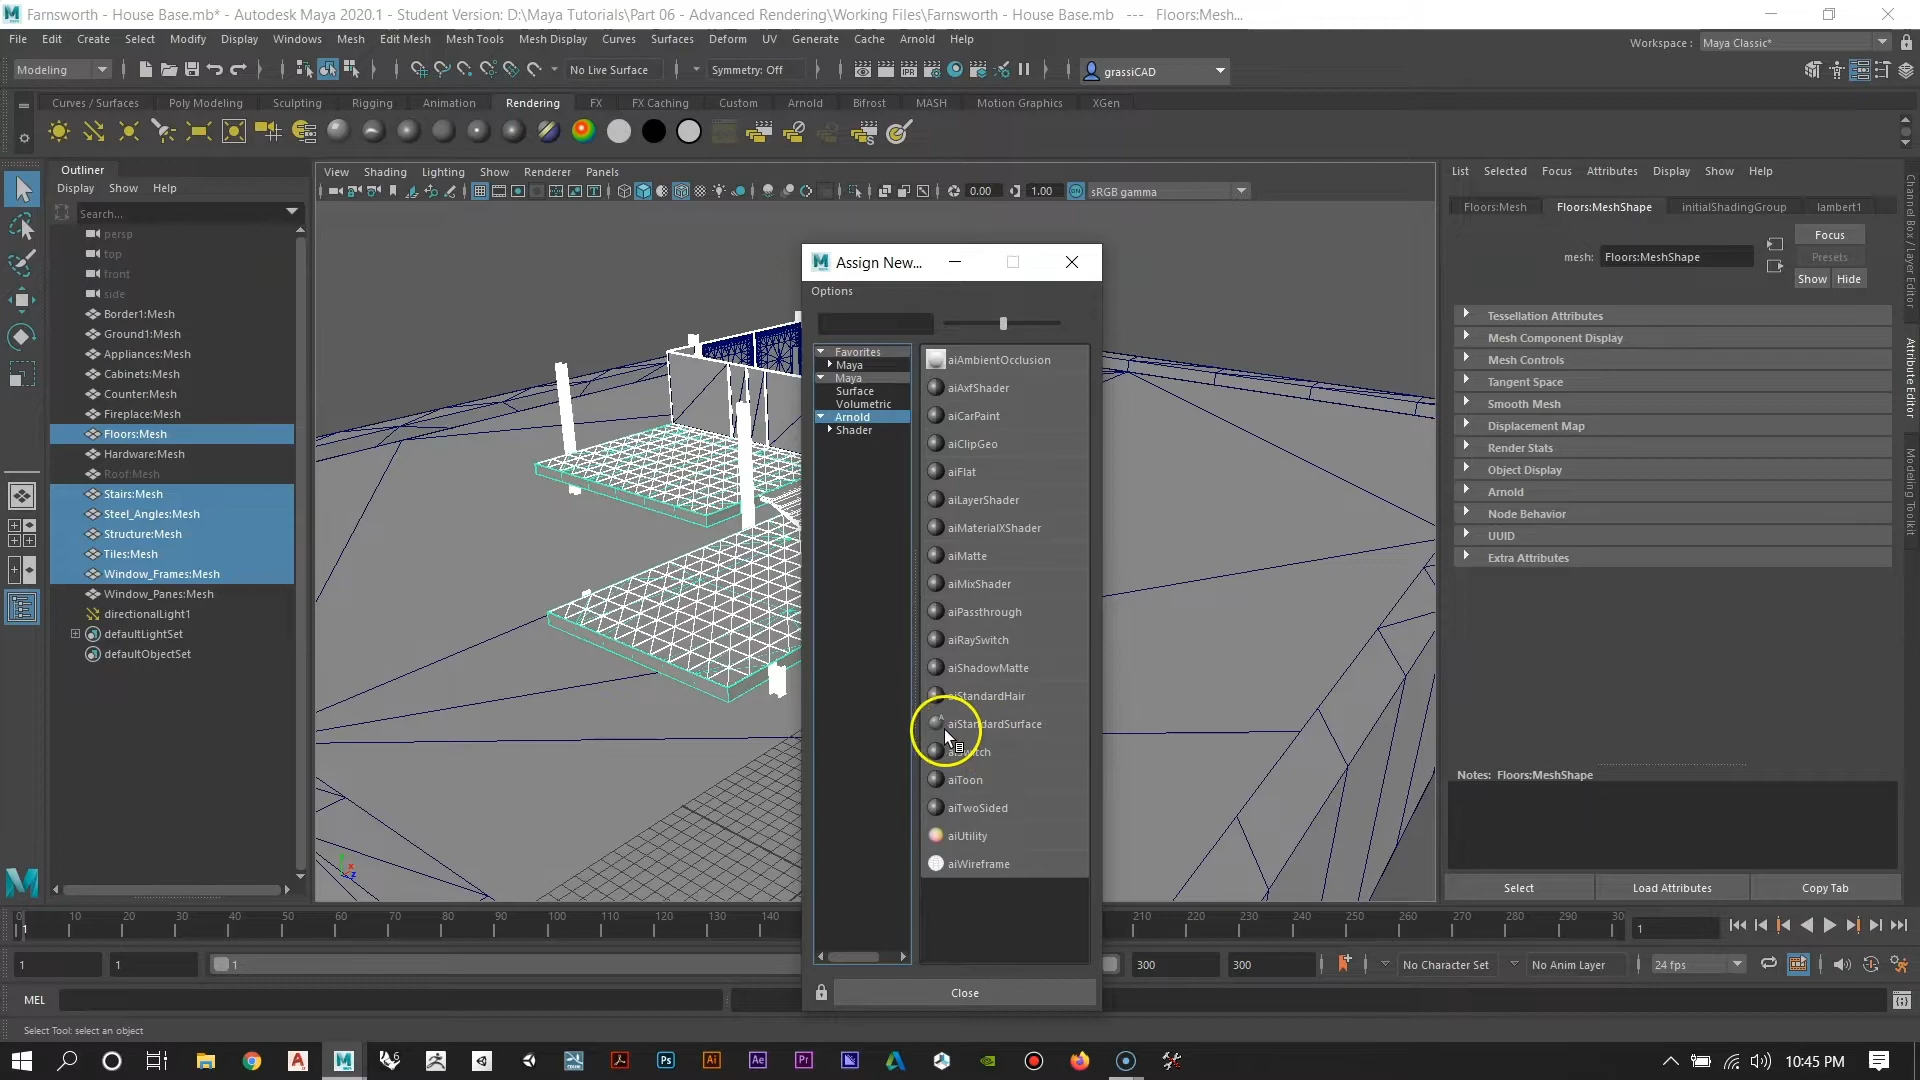 Farnsworth - House Base.mb* - Autodesk Maya 2020.1 - Student Version: D:\Maya Tutorials\Part 06 - Advanced Rendering\Working Files\Farnsworth - House Base.mb --- Floors:Mesh...
File Edit Create Select Modify Display Windows Mesh Edit Mesh Mesh Tools Mesh Display Curves Surfaces Deform UV Generate Cache Arnold Help
Workspace : Maya Classic*
Modeling No Live Surface Symmetry: Off IPR grassiCAD
Curves / Surfaces Poly Modeling Sculpting Rigging Animation Rendering FX FX Caching Custom Arnold Bifrost MASH Motion Graphics XGen
Outliner
Display Show Help
Search...
persp
top
front
side
Border1:Mesh
Ground1:Mesh
Appliances:Mesh
Cabinets:Mesh
Counter:Mesh
Fireplace:Mesh
Floors:Mesh
Hardware:Mesh
Roof:Mesh
Stairs:Mesh
Steel_Angles:Mesh
Structure:Mesh
Tiles:Mesh
Window_Frames:Mesh
Window_Panes:Mesh
directionalLight1
defaultLightSet
defaultObjectSet
View Shading Lighting Show Renderer Panels
0.00 1.00 sRGB gamma
Assign New...
Options
Favorites
Maya
Maya
Surface
Volumetric
Arnold
Shader
aiAmbientOcclusion
aiAxfShader
aiCarPaint
aiClipGeo
aiFlat
aiLayerShader
aiMaterialXShader
aiMatte
aiMixShader
aiPassthrough
aiRaySwitch
aiShadowMatte
aiStandardHair
aiStandardSurface
aiSwitch
aiToon
aiTwoSided
aiUtility
aiWireframe
Close
List Selected Focus Attributes Display Show Help
Floors:Mesh Floors:MeshShape initialShadingGroup lambert1
mesh: Floors:MeshShape
Focus
Presets
Show Hide
Tessellation Attributes
Mesh Component Display
Mesh Controls
Tangent Space
Smooth Mesh
Displacement Map
Render Stats
Object Display
Arnold
Node Behavior
UUID
Extra Attributes
Notes: Floors:MeshShape
Select Load Attributes Copy Tab
Channel Box / Layer Editor
Attribute Editor
Modeling Toolkit
10 20 30 40 50 60 70 80 90 100 110 120 130 140 210 220 230 240 250 260 270 280 290 30
1 1
1 1 1 300 300 No Character Set No Anim Layer 24 fps
MEL
Select Tool: select an object
10:45 PM